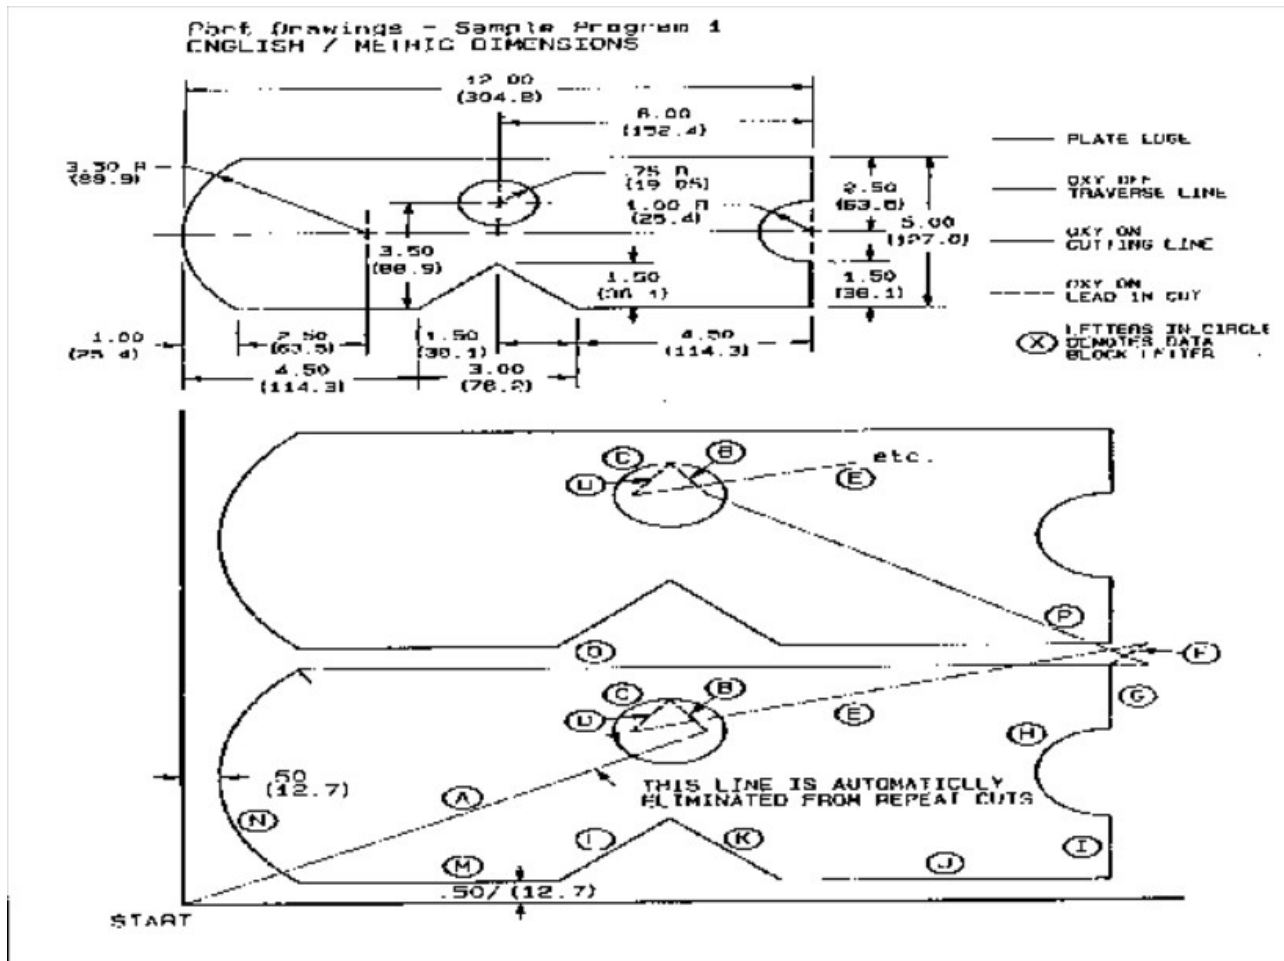 Part Drawings - Sample Program 1
ENGLISH / METRIC DIMENSIONS
12.00
(304.8)
6.00
(152.4)
3.50 R
(88.9)
.75 R
(19.05)
1.00 R
(25.4)
2.50
(63.5)
5.00
(127.0)
3.50
(88.9)
1.50
(38.1)
1.50
(38.1)
1.00
(25.4)
2.50
(63.5)
1.50
(38.1)
4.50
(114.3)
4.50
(114.3)
3.00
(76.2)
PLATE EDGE
OXY OFF
TRAVERSE LINE
OXY ON
CUTTING LINE
OXY ON
LEAD IN CUT
X
LETTERS IN CIRCLE
DENOTES DATA
BLOCK LETTER
C
B
etc.
D
E
P
O
F
C
B
G
D
E
H
.50
(12.7)
THIS LINE IS AUTOMATICALLY
ELIMINATED FROM REPEAT CUTS
A
N
K
I
M
J
.50/(12.7)
START